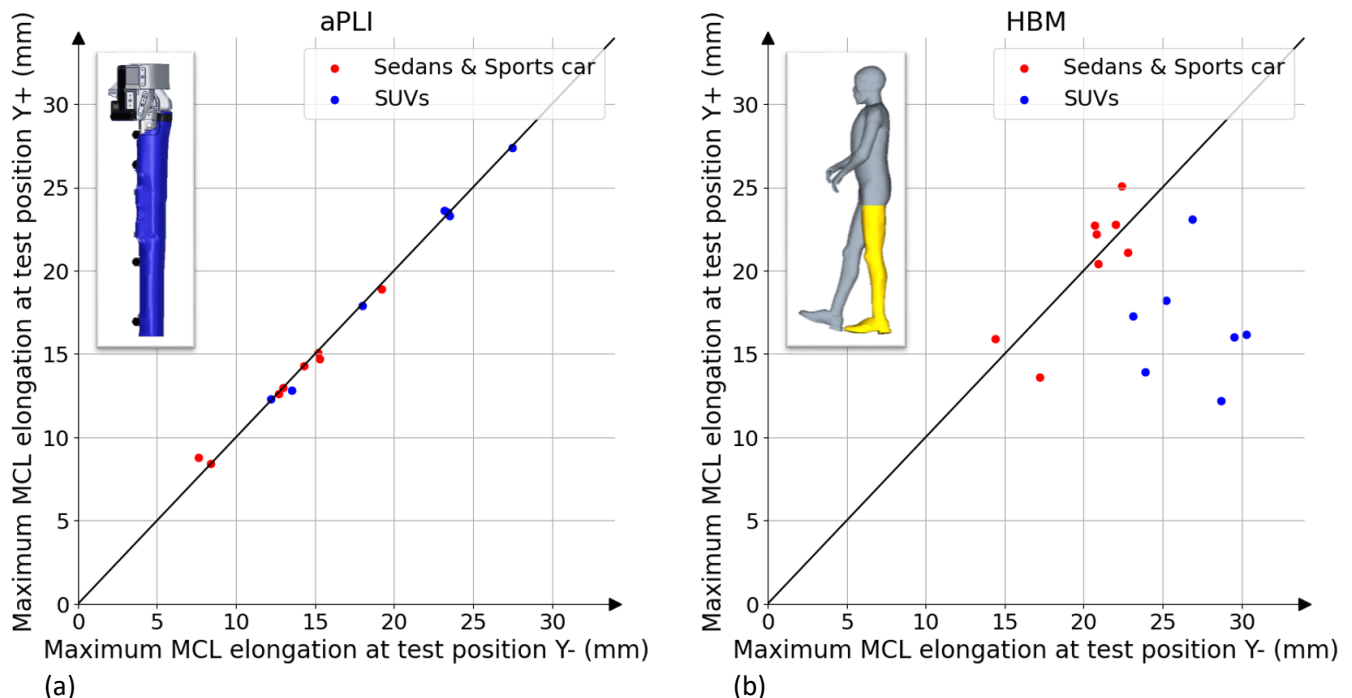 aPLI
Maximum MCL elongation at test position Y+ (mm)
Sedans & Sports car
SUVs
30
25
20
15
10
5
0
0 5 10 15 20 25 30
Maximum MCL elongation at test position Y- (mm)
(a)
HBM
Maximum MCL elongation at test position Y+ (mm)
Sedans & Sports car
SUVs
30
25
20
15
10
5
0
0 5 10 15 20 25 30
Maximum MCL elongation at test position Y- (mm)
(b)